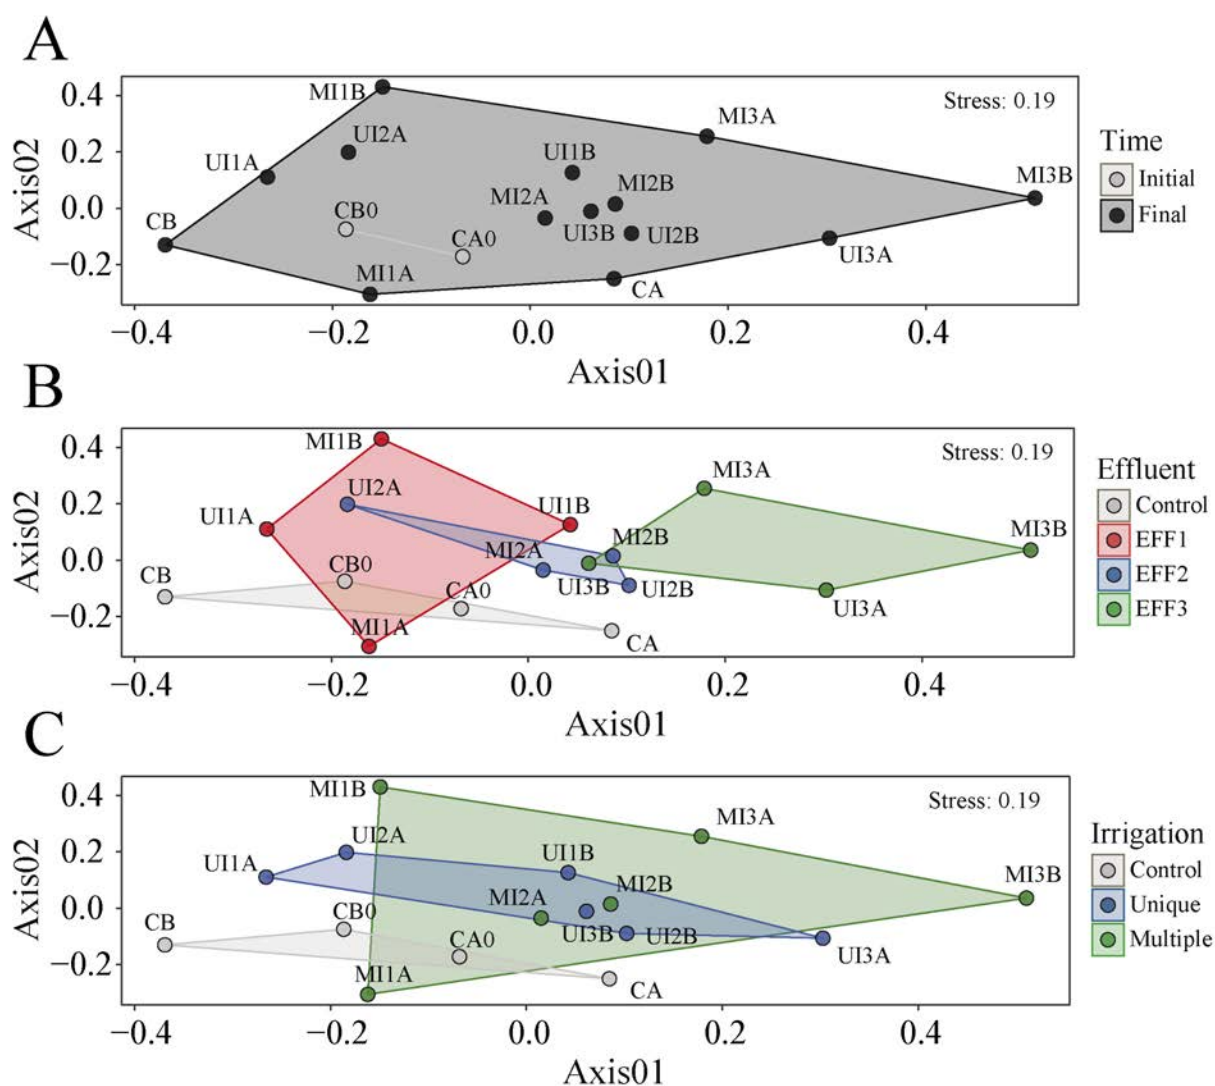 A
Stress: 0.19
MI1B
MI3A
UI2A
UI1B
UI1A
MI3B
MI2B
MI2A
CB0
CB
UI3B
UI2B
CA0
UI3A
MI1A
CA
0.4
0.2
0.0
−0.2
Axis02
−0.4
−0.2
0.0
0.2
0.4
Axis01
Time
Initial
Final
B
Stress: 0.19
MI1B
MI3A
UI2A
UI1B
UI1A
MI2B
MI3B
MI2A
CB0
CB
UI3B
UI2B
CA0
UI3A
MI1A
CA
0.4
0.2
0.0
−0.2
Axis02
−0.4
−0.2
0.0
0.2
0.4
Axis01
Effluent
Control
EFF1
EFF2
EFF3
C
Stress: 0.19
MI1B
MI3A
UI2A
UI1B
UI1A
MI3B
MI2B
MI2A
CB0
CB
UI3B
UI2B
CA0
UI3A
MI1A
CA
0.4
0.2
0.0
−0.2
Axis02
−0.4
−0.2
0.0
0.2
0.4
Axis01
Irrigation
Control
Unique
Multiple